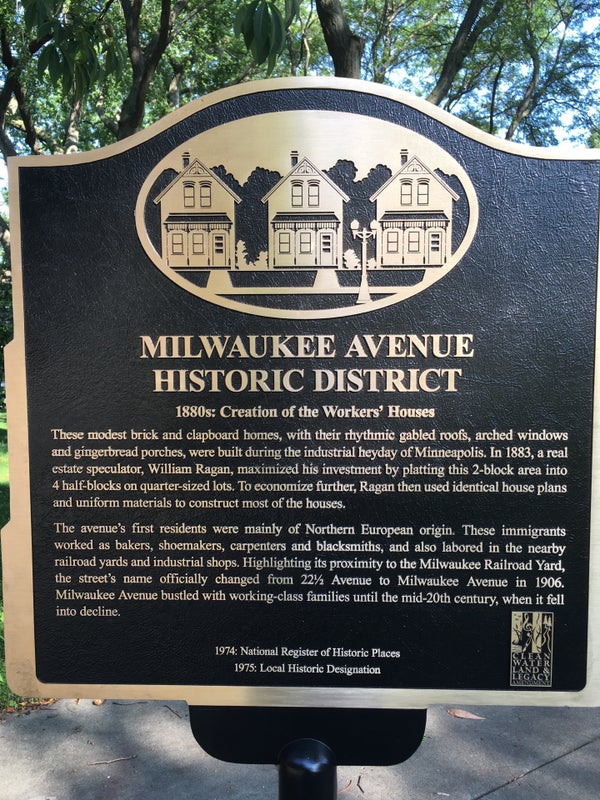 MILWAUKEE AVENUE
HISTORIC DISTRICT
1880s: Creation of the Workers' Houses
These modest brick and clapboard homes, with their rhythmic gabled roofs, arched windows
and gingerbread porches, were built during the industrial heyday of Minneapolis. In 1883, a real
estate speculator, William Ragan, maximized his investment by platting this 2-block area into
4 half-blocks on quarter-sized lots. To economize further, Ragan then used identical house plans
and uniform materials to construct most of the houses.
The avenue's first residents were mainly of Northern European origin. These immigrants
worked as bakers, shoemakers, carpenters and blacksmiths, and also labored in the nearby
railroad yards and industrial shops. Highlighting its proximity to the Milwaukee Railroad Yard,
the street's name officially changed from 22½ Avenue to Milwaukee Avenue in 1906.
Milwaukee Avenue bustled with working-class families until the mid-20th century, when it fell
into decline.
1974: National Register of Historic Places
1975: Local Historic Designation
CLEAN
WATER
LAND &
LEGACY
AMENDMENT